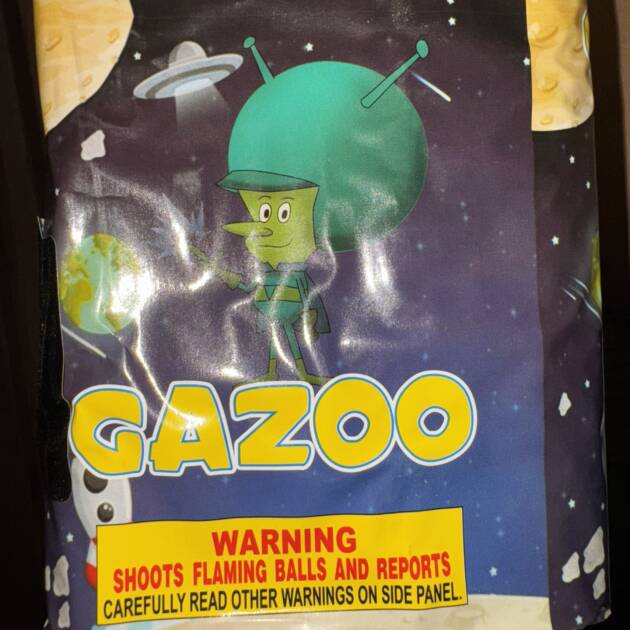 GAZOO
WARNING
SHOOTS FLAMING BALLS AND REPORTS
CAREFULLY READ OTHER WARNINGS ON SIDE PANEL.